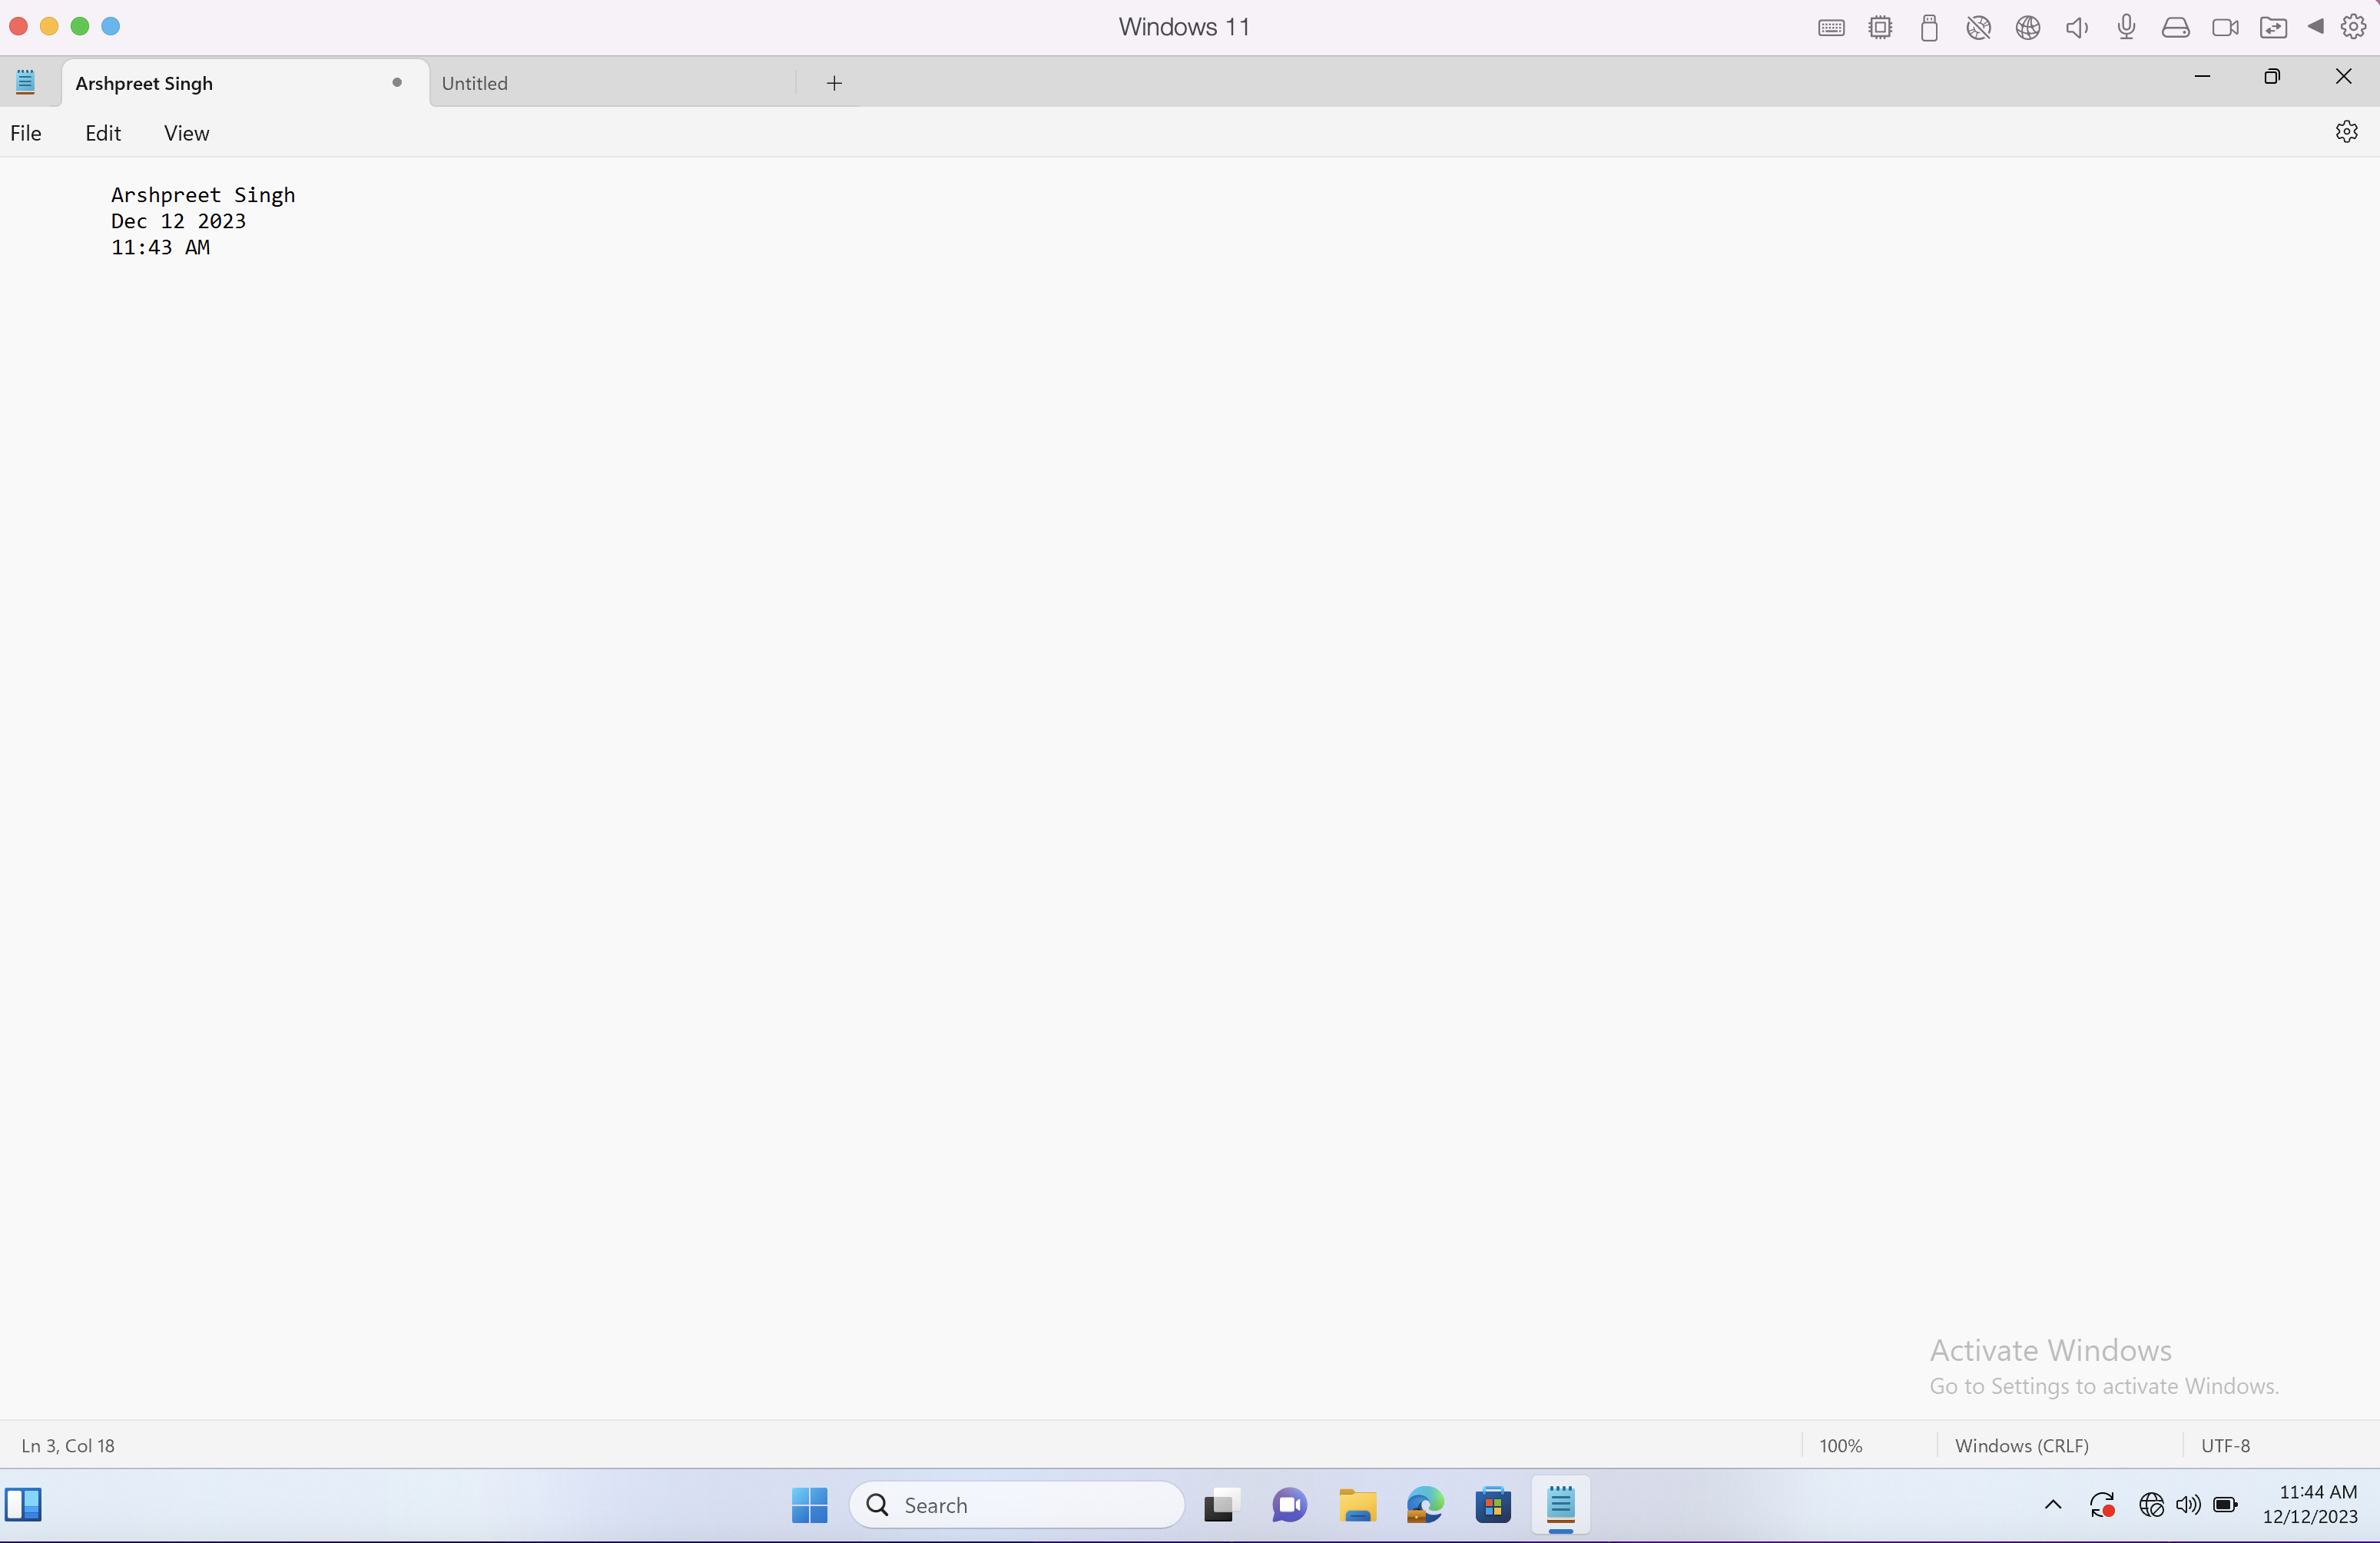 Windows 11
Arshpreet Singh
Untitled
File Edit View
Arshpreet Singh
Dec 12 2023
11:43 AM
Activate Windows
Go to Settings to activate Windows.
Ln 3, Col 18 100% Windows (CRLF) UTF-8
Search
11:44 AM
12/12/2023